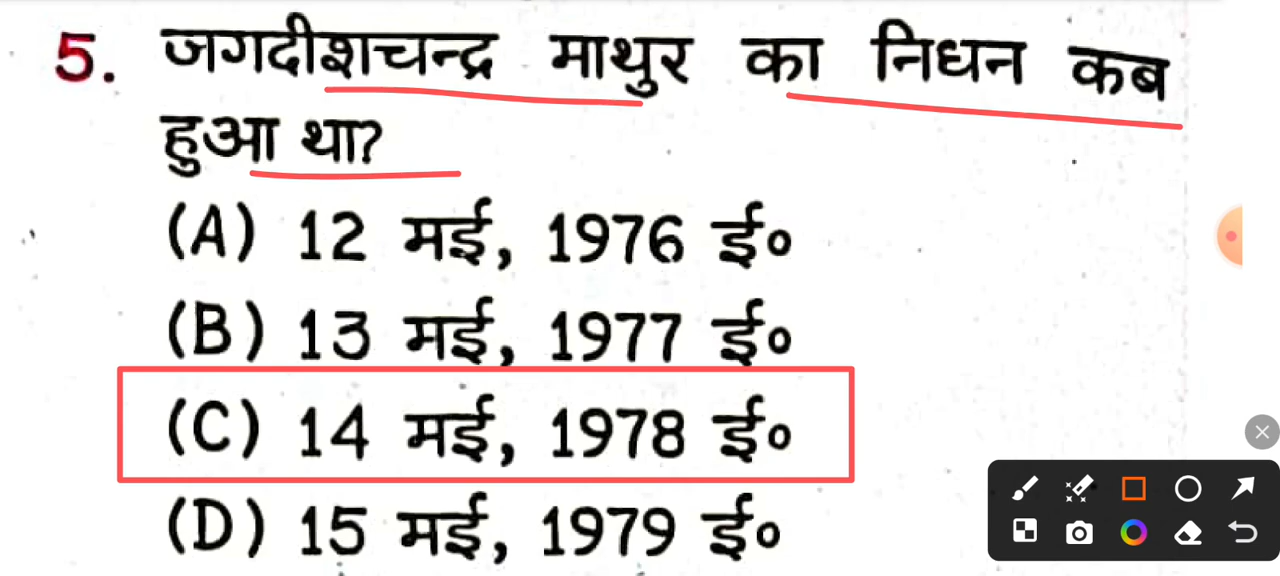 5. जगदीशचन्द्र माथुर का निधन कब
हुआ था?
(A) 12 मई, 1976 ई०
(B) 13 मई, 1977 ई०
(C) 14 मई, 1978 ई०
(D) 15 मई, 1979 ई०